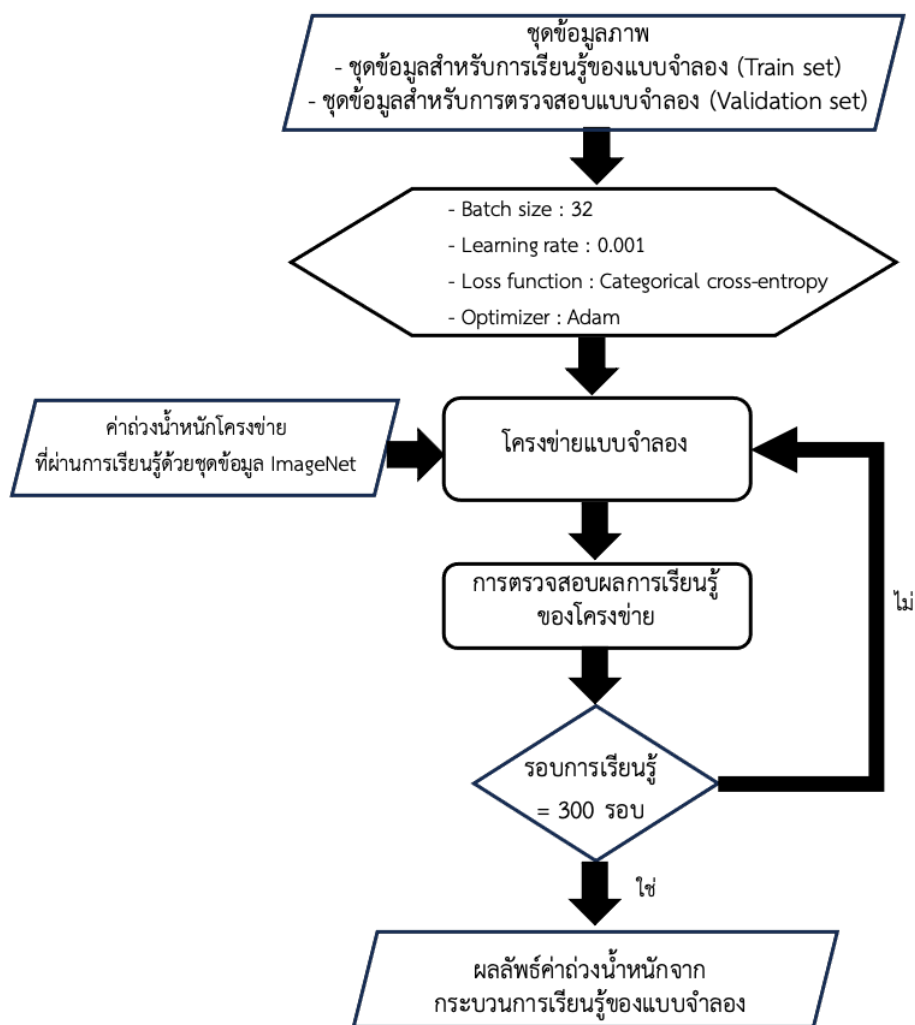 ชุดข้อมูลภาพ
- ชุดข้อมูลสำหรับการเรียนรู้ของแบบจำลอง (Train set)
- ชุดข้อมูลสำหรับการตรวจสอบแบบจำลอง (Validation set)
- Batch size : 32
- Learning rate : 0.001
- Loss function : Categorical cross-entropy
- Optimizer : Adam
ค่าถ่วงน้ำหนักโครงข่าย
ที่ผ่านการเรียนรู้ด้วยชุดข้อมูล ImageNet
โครงข่ายแบบจำลอง
การตรวจสอบผลการเรียนรู้
ของโครงข่าย
ไม่
รอบการเรียนรู้
= 300 รอบ
ใช่
ผลลัพธ์ค่าถ่วงน้ำหนักจาก
กระบวนการเรียนรู้ของแบบจำลอง